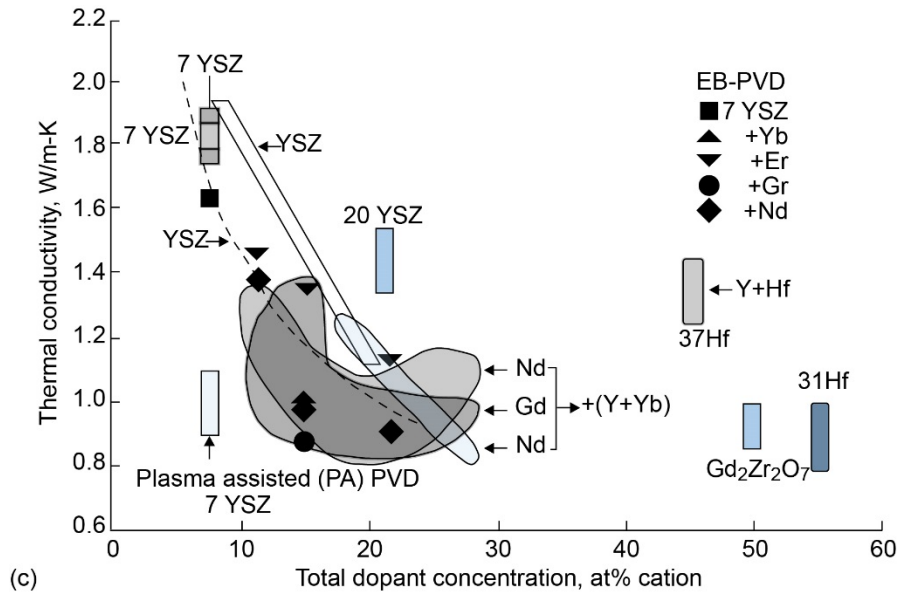 2.2
2.0
1.8
1.6
1.4
1.2
1.0
0.8
0.6
Thermal conductivity, W/m-K
7 YSZ
7 YSZ
YSZ
YSZ
20 YSZ
EB-PVD
7 YSZ
+Yb
+Er
+Gr
+Nd
Y+Hf
37Hf
31Hf
Gd₂Zr₂O₇
Nd
Gd
+(Y+Yb)
Nd
Plasma assisted (PA) PVD
7 YSZ
0 10 20 30 40 50 60
Total dopant concentration, at% cation
(c)